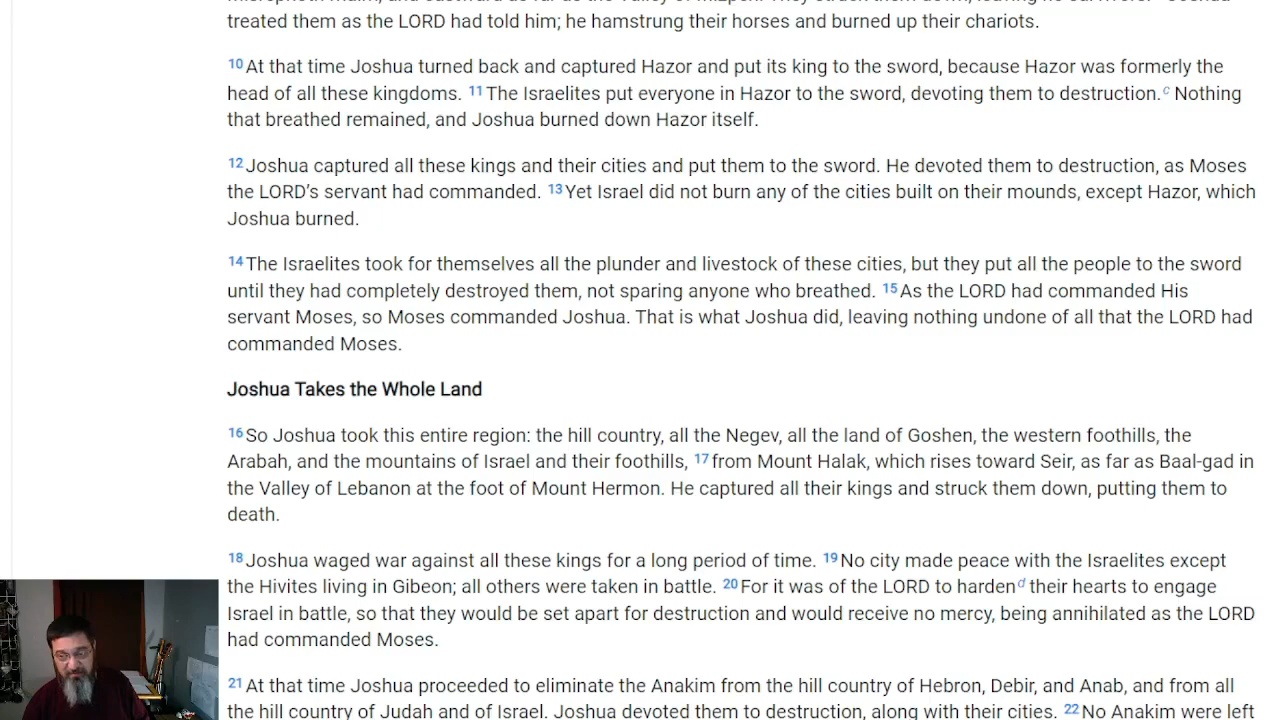 treated them as the LORD had told him; he hamstrung their horses and burned up their chariots.
10 At that time Joshua turned back and captured Hazor and put its king to the sword, because Hazor was formerly the
head of all these kingdoms. 11 The Israelites put everyone in Hazor to the sword, devoting them to destruction.c Nothing
that breathed remained, and Joshua burned down Hazor itself.
12 Joshua captured all these kings and their cities and put them to the sword. He devoted them to destruction, as Moses
the LORD’s servant had commanded. 13 Yet Israel did not burn any of the cities built on their mounds, except Hazor, which
Joshua burned.
14 The Israelites took for themselves all the plunder and livestock of these cities, but they put all the people to the sword
until they had completely destroyed them, not sparing anyone who breathed. 15 As the LORD had commanded His
servant Moses, so Moses commanded Joshua. That is what Joshua did, leaving nothing undone of all that the LORD had
commanded Moses.
Joshua Takes the Whole Land
16 So Joshua took this entire region: the hill country, all the Negev, all the land of Goshen, the western foothills, the
Arabah, and the mountains of Israel and their foothills, 17 from Mount Halak, which rises toward Seir, as far as Baal-gad in
the Valley of Lebanon at the foot of Mount Hermon. He captured all their kings and struck them down, putting them to
death.
18 Joshua waged war against all these kings for a long period of time. 19 No city made peace with the Israelites except
the Hivites living in Gibeon; all others were taken in battle. 20 For it was of the LORD to harden d their hearts to engage
Israel in battle, so that they would be set apart for destruction and would receive no mercy, being annihilated as the LORD
had commanded Moses.
21 At that time Joshua proceeded to eliminate the Anakim from the hill country of Hebron, Debir, and Anab, and from all
the hill country of Judah and of Israel. Joshua devoted them to destruction, along with their cities. 22 No Anakim were left